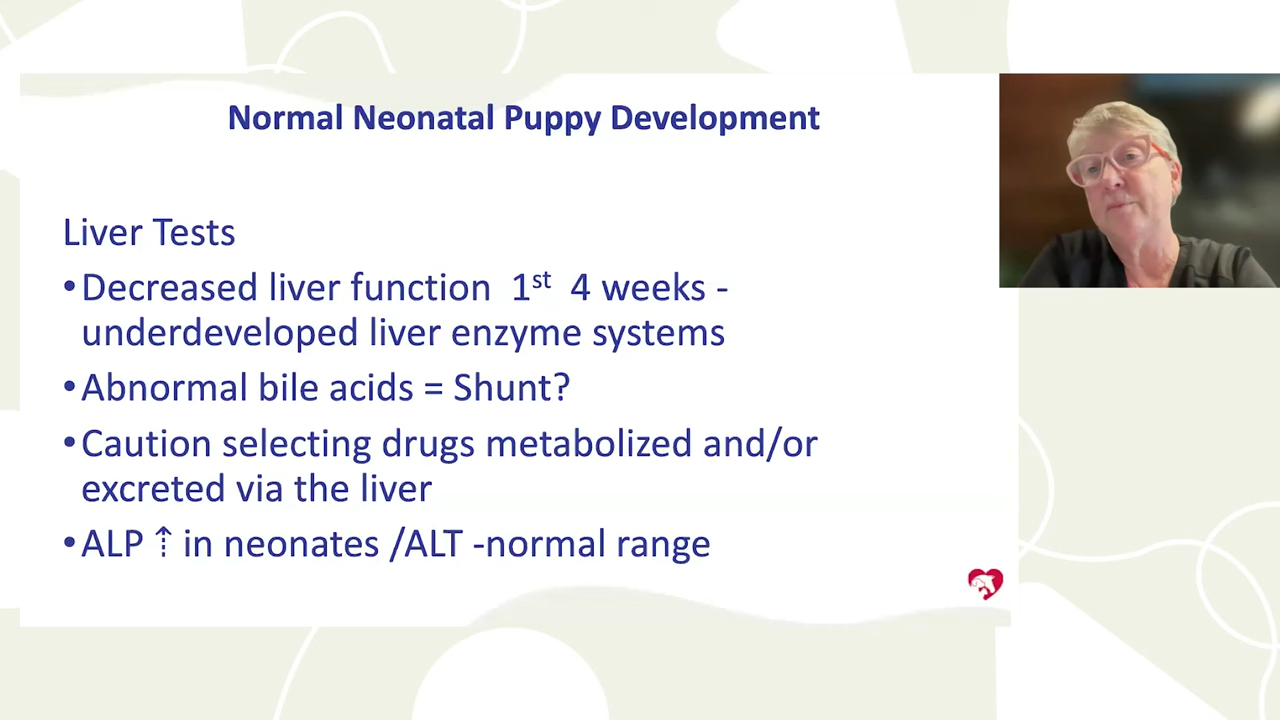 Normal Neonatal Puppy Development
Liver Tests
•Decreased liver function 1st 4 weeks -
underdeveloped liver enzyme systems
•Abnormal bile acids = Shunt?
•Caution selecting drugs metabolized and/or
excreted via the liver
•ALP ⇡ in neonates /ALT -normal range